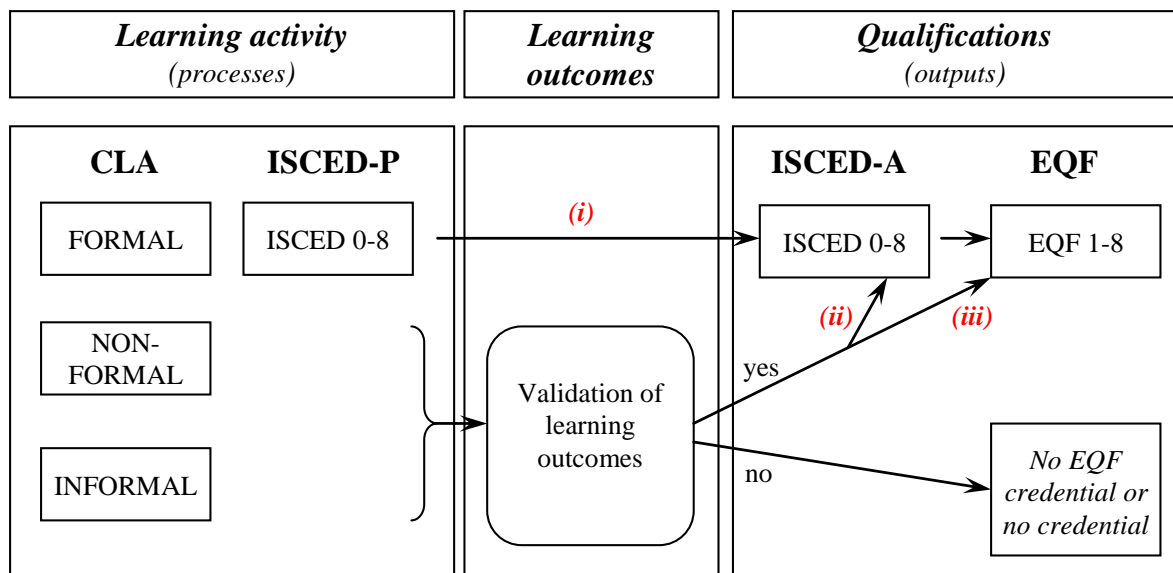 Learning activity
(processes)
Learning
outcomes
Qualifications
(outputs)
CLA
ISCED-P
ISCED-A
EQF
FORMAL
ISCED 0-8
(i)
ISCED 0-8
EQF 1-8
(ii)
(iii)
NON-
FORMAL
yes
Validation of
learning
outcomes
INFORMAL
no
No EQF
credential or
no credential